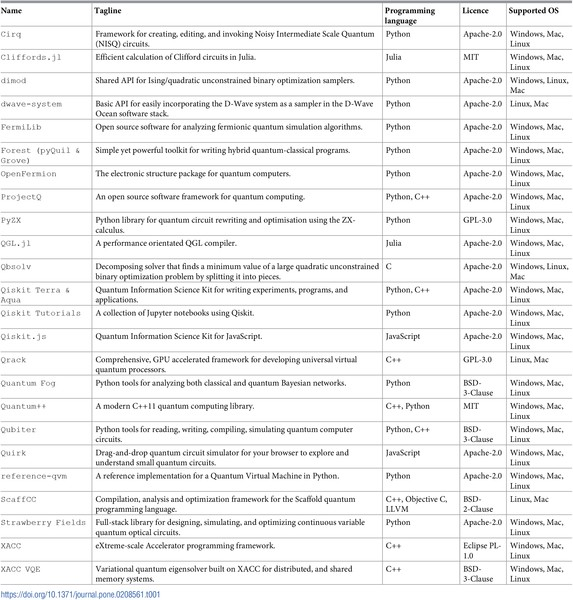 Name Tagline Programming language Licence Supported OS
Cirq Framework for creating, editing, and invoking Noisy Intermediate Scale Quantum (NISQ) circuits. Python Apache-2.0 Windows, Mac, Linux
Cliffords.jl Efficient calculation of Clifford circuits in Julia. Julia MIT Windows, Mac, Linux
dimod Shared API for Ising/quadratic unconstrained binary optimization samplers. Python Apache-2.0 Windows, Linux, Mac
dwave-system Basic API for easily incorporating the D-Wave system as a sampler in the D-Wave Ocean software stack. Python Apache-2.0 Linux, Mac
FermiLib Open source software for analyzing fermionic quantum simulation algorithms. Python Apache-2.0 Windows, Mac, Linux
Forest (pyQuil & Grove) Simple yet powerful toolkit for writing hybrid quantum-classical programs. Python Apache-2.0 Windows, Mac, Linux
OpenFermion The electronic structure package for quantum computers. Python Apache-2.0 Windows, Mac, Linux
ProjectQ An open source software framework for quantum computing. Python, C++ Apache-2.0 Windows, Mac, Linux
PyZX Python library for quantum circuit rewriting and optimisation using the ZX-calculus. Python GPL-3.0 Windows, Mac, Linux
QGL.jl A performance orientated QGL compiler. Julia Apache-2.0 Windows, Mac, Linux
Qbsolv Decomposing solver that finds a minimum value of a large quadratic unconstrained binary optimization problem by splitting it into pieces. C Apache-2.0 Windows, Linux, Mac
Qiskit Terra & Aqua Quantum Information Science Kit for writing experiments, programs, and applications. Python, C++ Apache-2.0 Windows, Mac, Linux
Qiskit Tutorials A collection of Jupyter notebooks using Qiskit. Python Apache-2.0 Windows, Mac, Linux
Qiskit.js Quantum Information Science Kit for JavaScript. JavaScript Apache-2.0 Windows, Mac, Linux
Qrack Comprehensive, GPU accelerated framework for developing universal virtual quantum processors. C++ GPL-3.0 Linux, Mac
Quantum Fog Python tools for analyzing both classical and quantum Bayesian networks. Python BSD-3-Clause Windows, Mac, Linux
Quantum++ A modern C++11 quantum computing library. C++, Python MIT Windows, Mac, Linux
Qubiter Python tools for reading, writing, compiling, simulating quantum computer circuits. Python, C++ BSD-3-Clause Windows, Mac, Linux
Quirk Drag-and-drop quantum circuit simulator for your browser to explore and understand small quantum circuits. JavaScript Apache-2.0 Windows, Mac, Linux
reference-qvm A reference implementation for a Quantum Virtual Machine in Python. Python Apache-2.0 Windows, Mac, Linux
ScaffCC Compilation, analysis and optimization framework for the Scaffold quantum programming language. C++, Objective C, LLVM BSD-2-Clause Linux, Mac
Strawberry Fields Full-stack library for designing, simulating, and optimizing continuous variable quantum optical circuits. Python Apache-2.0 Windows, Mac, Linux
XACC eXtreme-scale Accelerator programming framework. C++ Eclipse PL-1.0 Windows, Mac, Linux
XACC VQE Variational quantum eigensolver built on XACC for distributed, and shared memory systems. C++ BSD-3-Clause Windows, Mac, Linux
https://doi.org/10.1371/journal.pone.0208561.t001